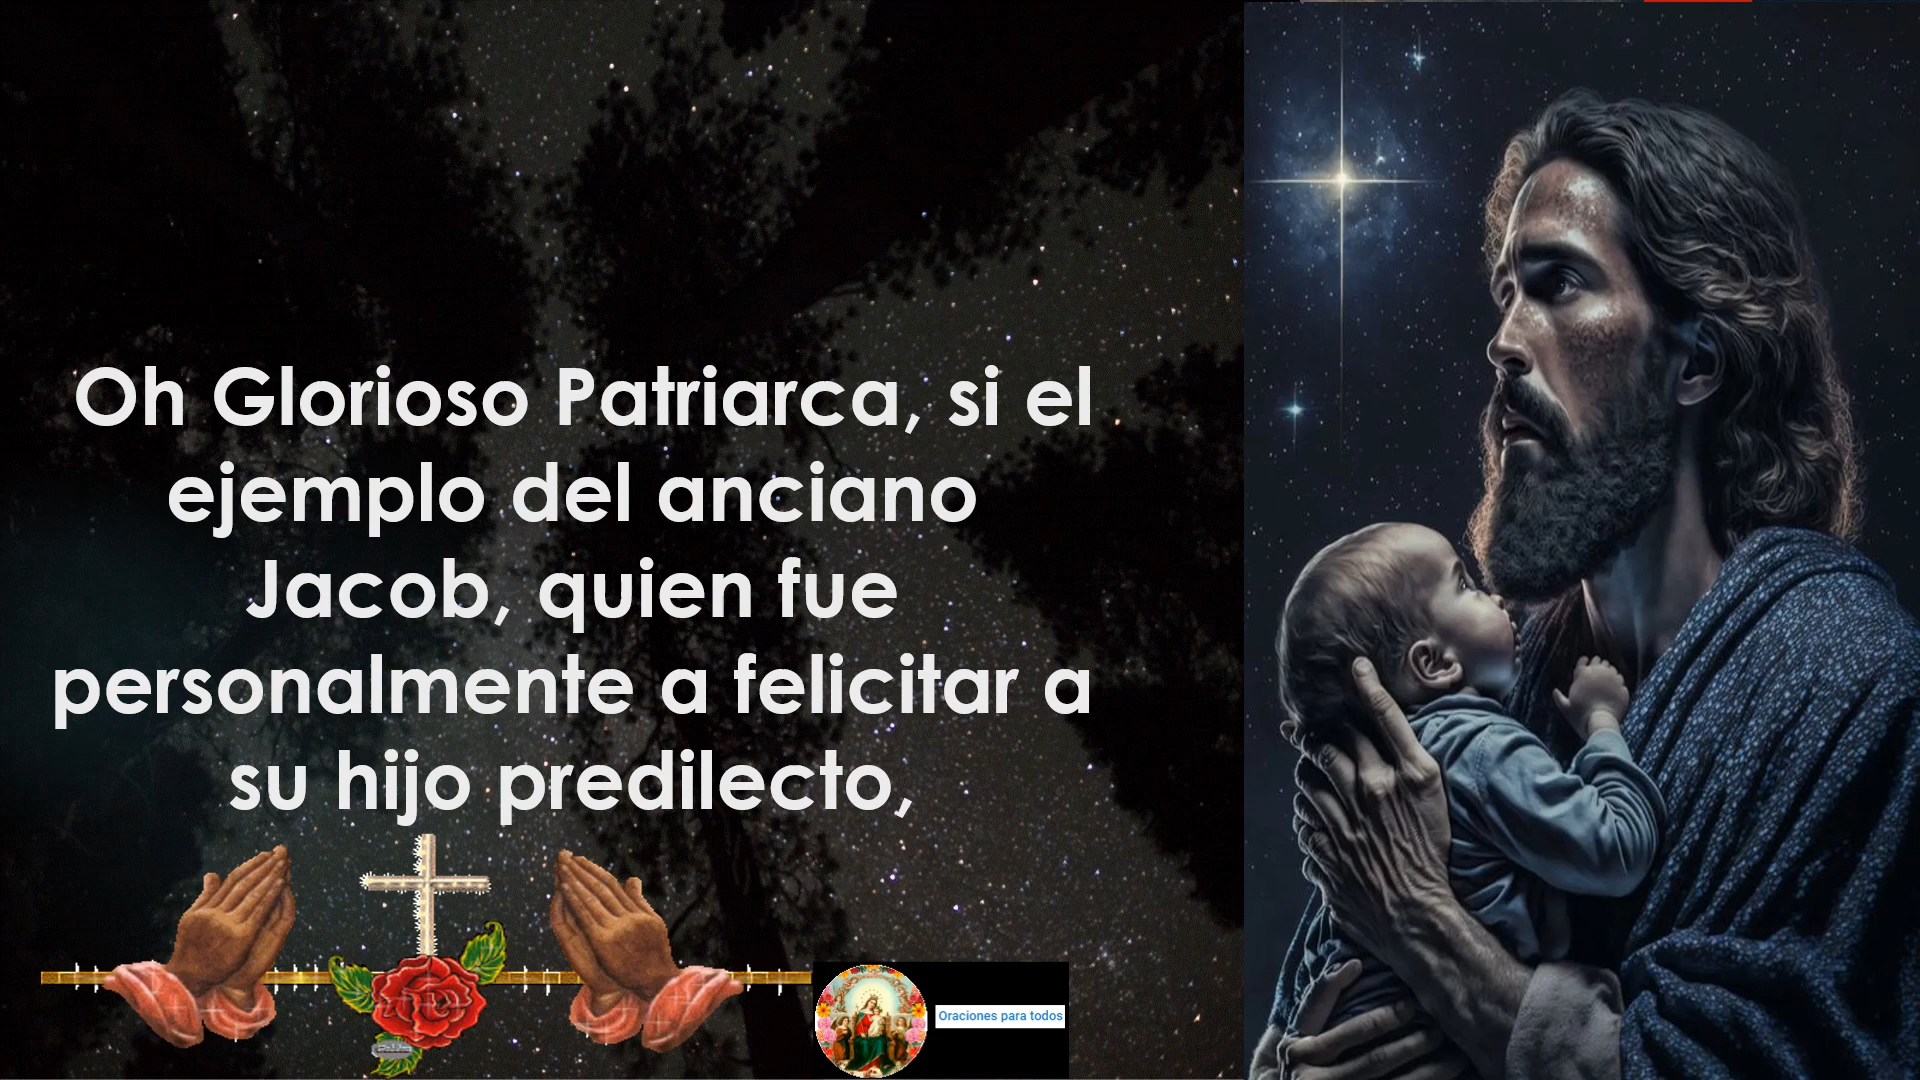 Oh Glorioso Patriarca, si el
ejemplo del anciano
Jacob, quien fue
personalmente a felicitar a
su hijo predilecto,
Oraciones para todos